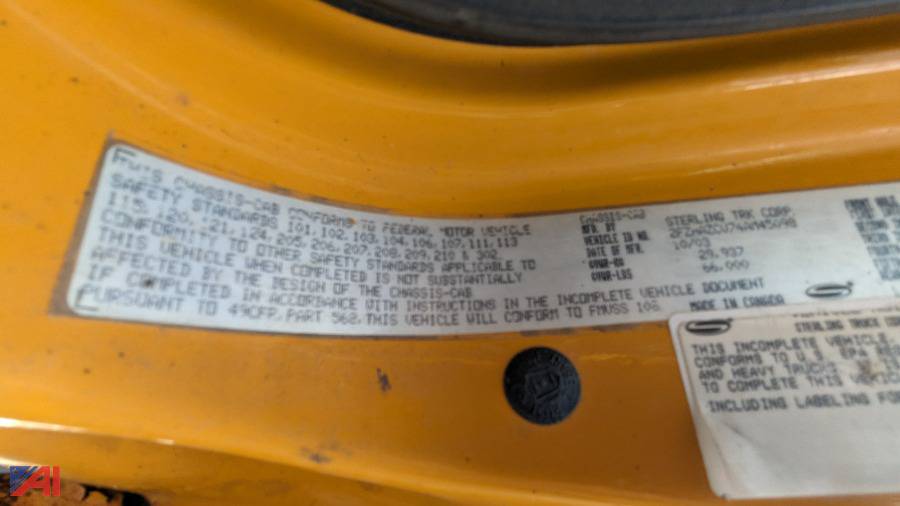 THIS CHASSIS-CAB CONFORMS TO FEDERAL MOTOR VEHICLE
SAFETY STANDARDS 101, 102, 103, 104, 106, 107, 111, 113
115, 120, 121, 124, 205, 206, 207, 208, 209, 210 & 302.
CONFORMITY TO OTHER SAFETY STANDARDS APPLICABLE TO
THIS VEHICLE WHEN COMPLETED IS NOT SUBSTANTIALLY
AFFECTED BY THE DESIGN OF THE CHASSIS-CAB
IF COMPLETED IN ACCORDANCE WITH INSTRUCTIONS IN THE INCOMPLETE VEHICLE DOCUMENT
PURSUANT TO 49CFR, PART 568, THIS VEHICLE WILL CONFORM TO FMVSS 108.
CHASSIS-CAB
MFD. BY STERLING TRK CORP.
VEHICLE ID NO.
DATE OF MFR. 10/03
GVWR-KG 29,937
GVWR-LBS 66,000
MADE IN CANADA
STERLING TRUCK
THIS INCOMPLETE VEHICLE
CONFORMS TO U.S. EPA
AND HEAVY TRUCKS
TO COMPLETE THIS VEHICLE
INCLUDING LABELING FOR
AI